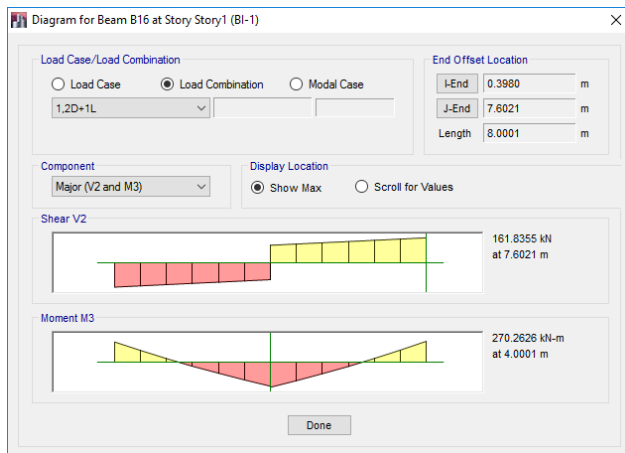 Diagram for Beam B16 at Story Story1 (BI-1)
Load Case/Load Combination
Load Case Load Combination Modal Case
1,2D+1L
End Offset Location
I-End 0.3980 m
J-End 7.6021 m
Length 8.0001 m
Component
Major (V2 and M3)
Display Location
Show Max Scroll for Values
Shear V2
161.8355 kN
at 7.6021 m
Moment M3
270.2626 kN-m
at 4.0001 m
Done